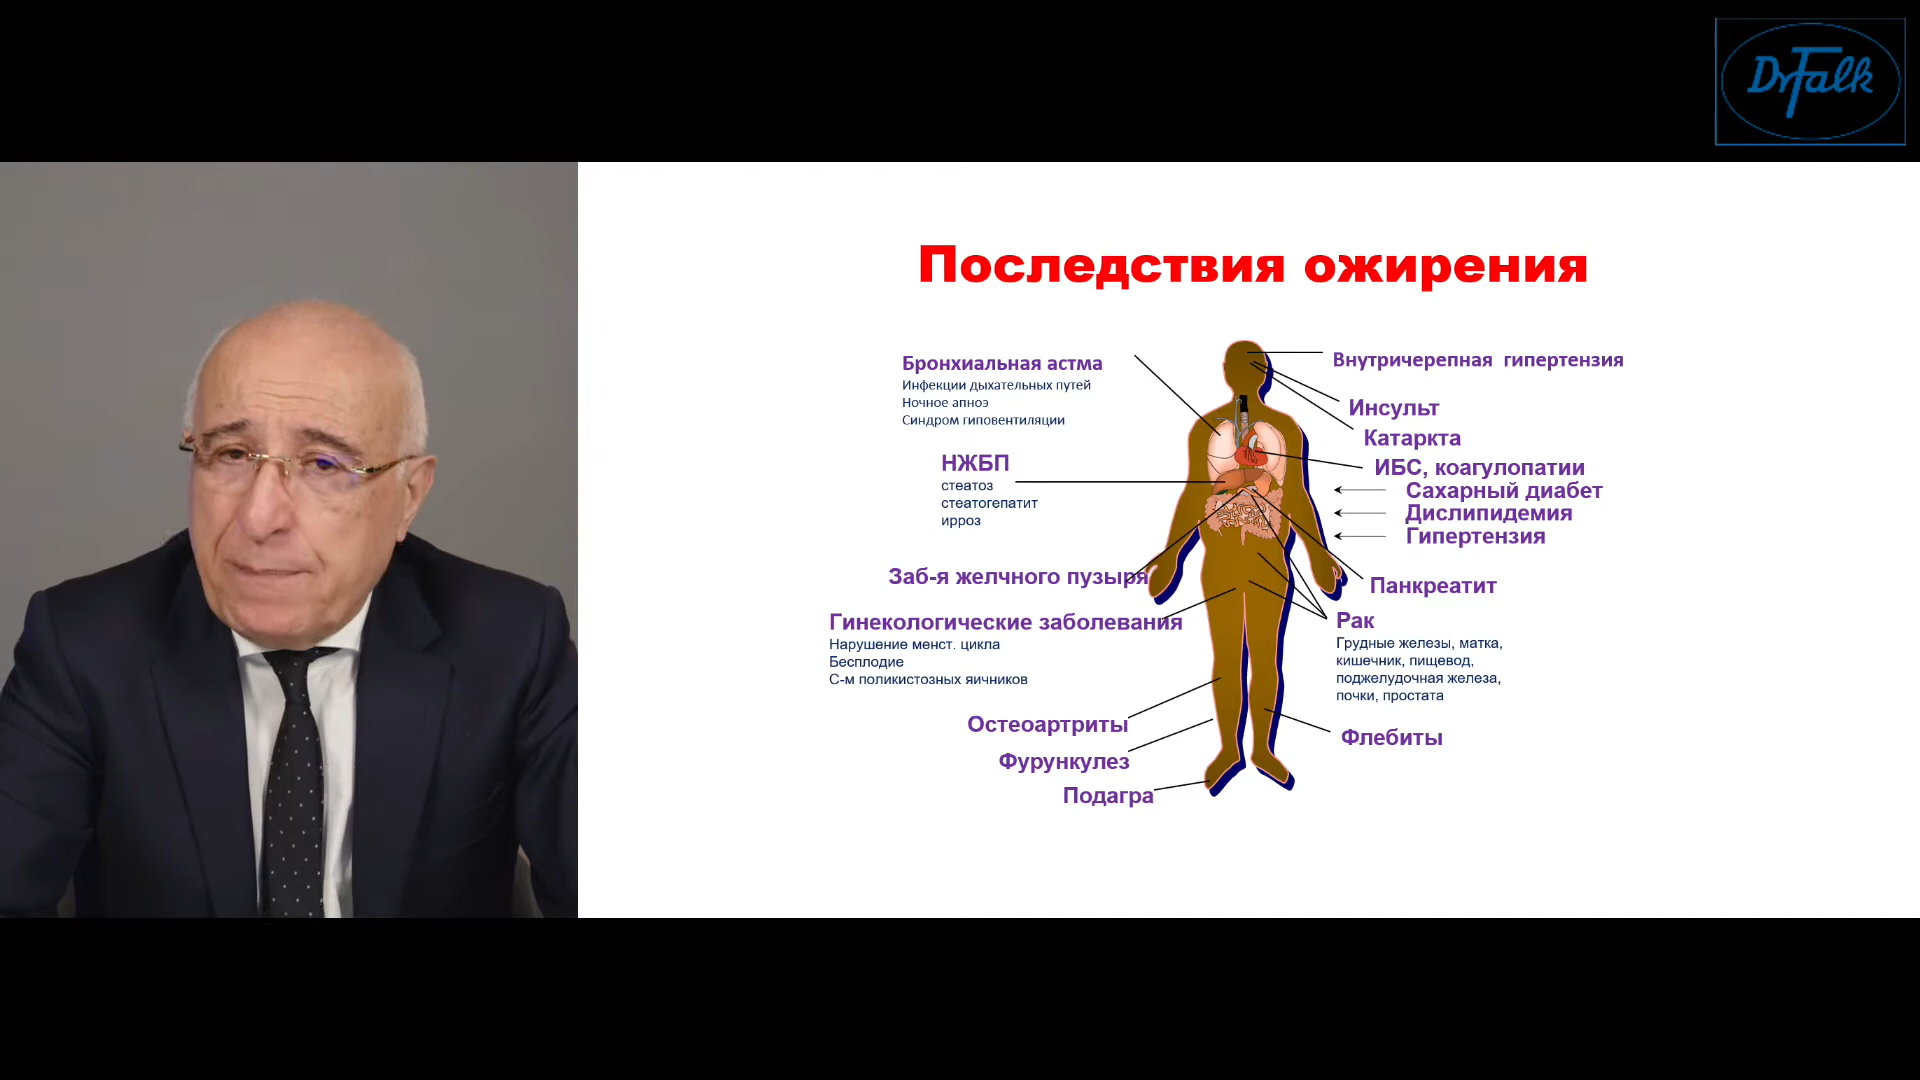 Dr Falk
Последствия ожирения
Бронхиальная астма
Инфекции дыхательных путей
Ночное апноэ
Синдром гиповентиляции
НЖБП
стеатоз
стеатогепатит
ирроз
Заб-я желчного пузыря
Гинекологические заболевания
Нарушение менст. цикла
Бесплодие
С-м поликистозных яичников
Остеоартриты
Фурункулез
Подагра
Внутричерепная гипертензия
Инсульт
Катаркта
ИБС, коагулопатии
Сахарный диабет
Дислипидемия
Гипертензия
Панкреатит
Рак
Грудные железы, матка,
кишечник, пищевод,
поджелудочная железа,
почки, простата
Флебиты